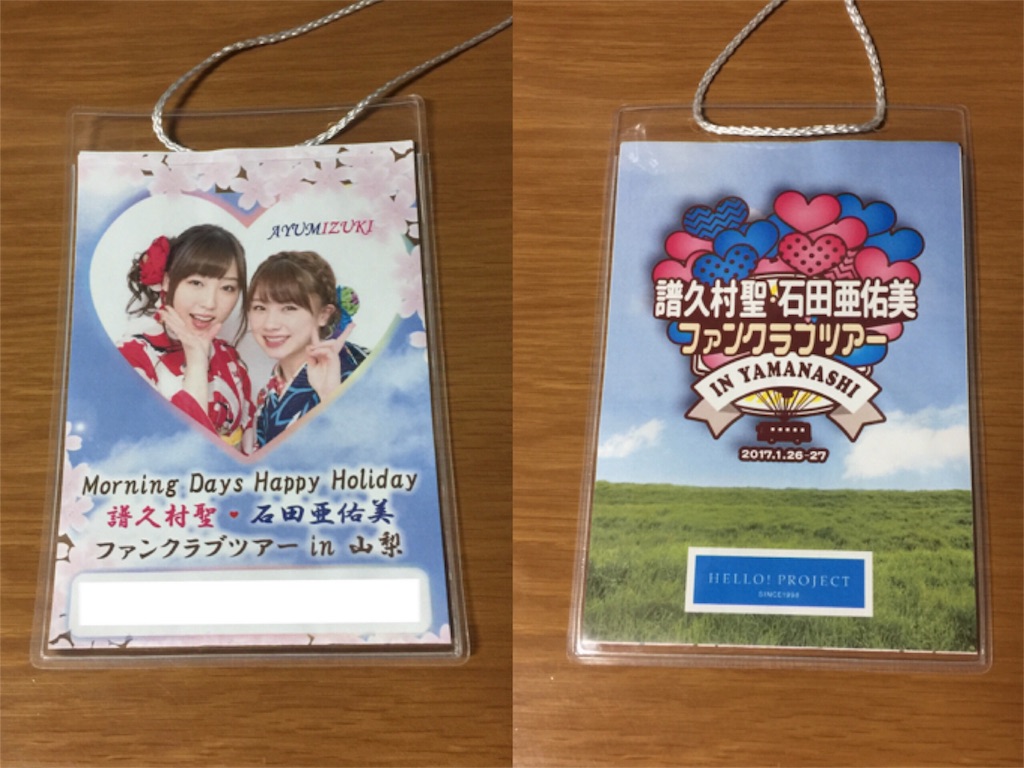 AYUMIZUKI
Morning Days Happy Holiday
譜久村聖・石田亜佑美
ファンクラブツアー in 山梨
譜久村聖・石田亜佑美
ファンクラブツアー
IN YAMANASHI
2017.1.26-27
HELLO! PROJECT
SINCE1998